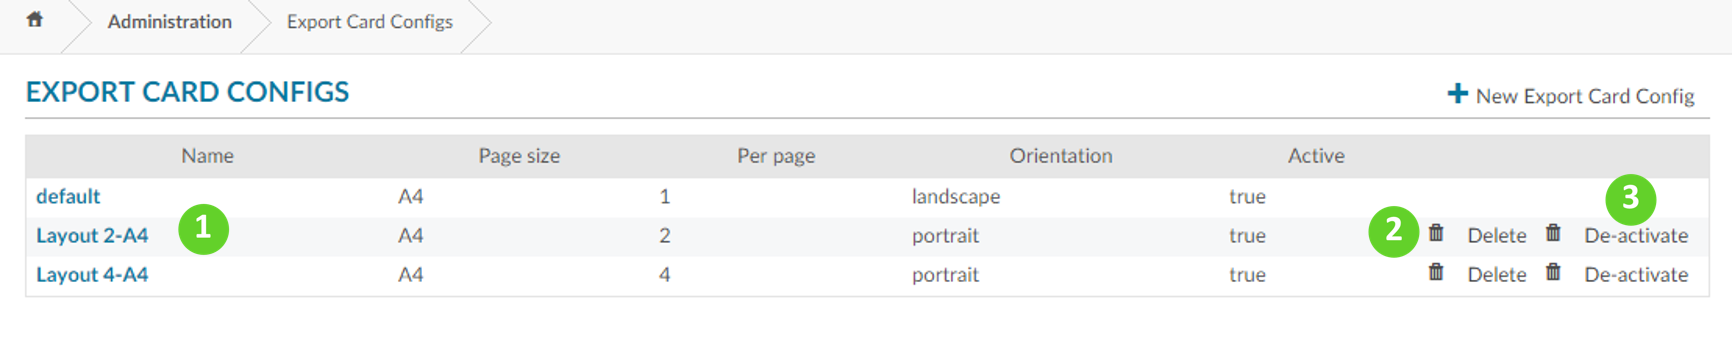 Administration Export Card Configs
EXPORT CARD CONFIGS
New Export Card Config
Name Page size Per page Orientation Active
default A4 1 landscape true
3
Layout 2-A4 1 A4 2 portrait true 2 Delete De-activate
Layout 4-A4 A4 4 portrait true Delete De-activate